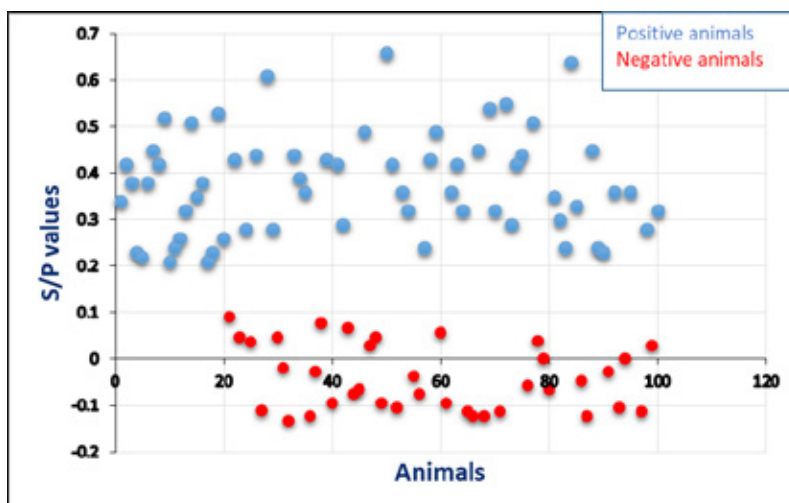 Positive animals
Negative animals
0.7
0.6
0.5
0.4
0.3
0.2
0.1
0
-0.1
-0.2
0 20 40 60 80 100 120
S/P values
Animals